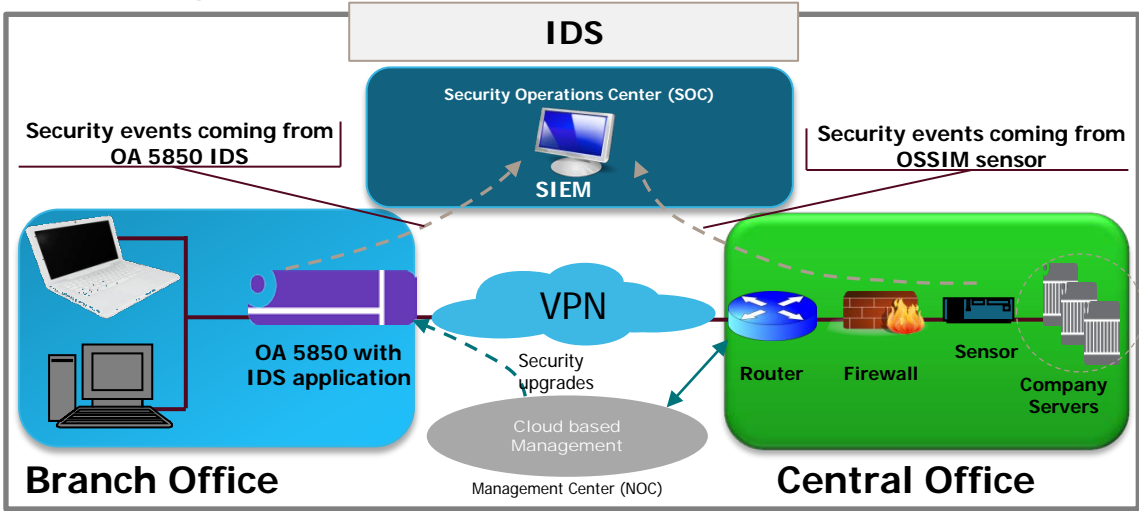 IDS
Security Operations Center (SOC)
SIEM
Security events coming from
OA 5850 IDS
Security events coming from
OSSIM sensor
OA 5850 with
IDS application
VPN
Security
upgrades
Router
Firewall
Sensor
Company
Servers
Cloud based
Management
Management Center (NOC)
Branch Office
Central Office